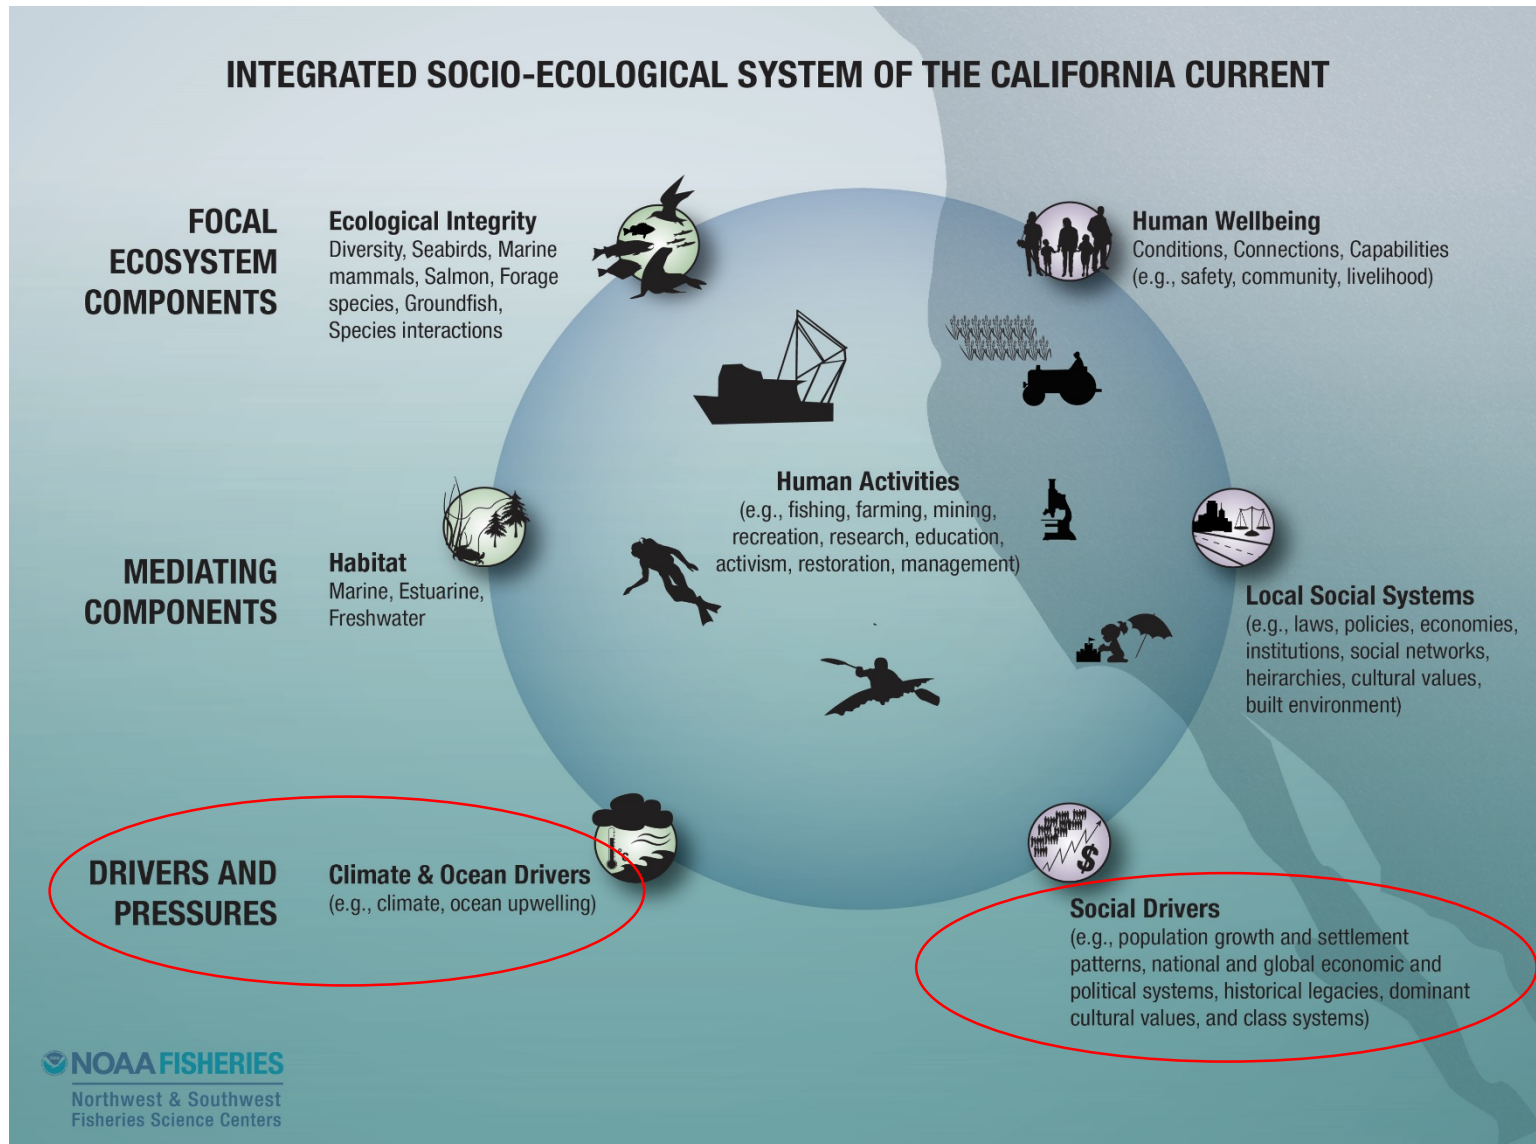 INTEGRATED SOCIO-ECOLOGICAL SYSTEM OF THE CALIFORNIA CURRENT
FOCAL
ECOSYSTEM
COMPONENTS
Ecological Integrity
Diversity, Seabirds, Marine
mammals, Salmon, Forage
species, Groundfish,
Species interactions
Human Wellbeing
Conditions, Connections, Capabilities
(e.g., safety, community, livelihood)
Human Activities
(e.g., fishing, farming, mining,
recreation, research, education,
activism, restoration, management)
MEDIATING
COMPONENTS
Habitat
Marine, Estuarine,
Freshwater
Local Social Systems
(e.g., laws, policies, economies,
institutions, social networks,
heirarchies, cultural values,
built environment)
DRIVERS AND
PRESSURES
Climate & Ocean Drivers
(e.g., climate, ocean upwelling)
°C
$
Social Drivers
(e.g., population growth and settlement
patterns, national and global economic and
political systems, historical legacies, dominant
cultural values, and class systems)
NOAA FISHERIES
Northwest & Southwest
Fisheries Science Centers